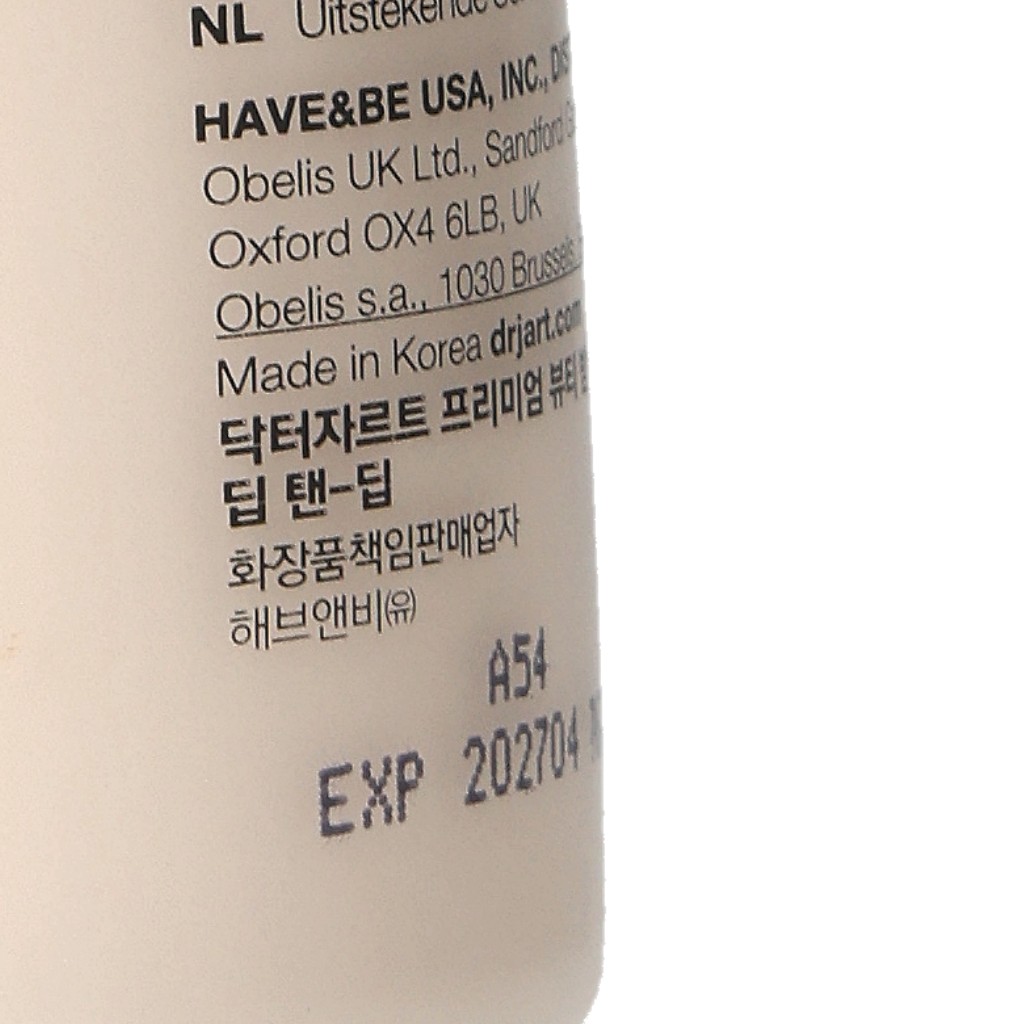 NL Uitstekende
HAVE&BE USA, INC.,
Obelis UK Ltd., Sandford
Oxford OX4 6LB, UK
Obelis s.a., 1030 Brussels
Made in Korea drjart.com
닥터자르트 프리미엄 뷰티
딥 탠-딥
화장품책임판매업자
해브앤비㈲
A54
EXP 202704